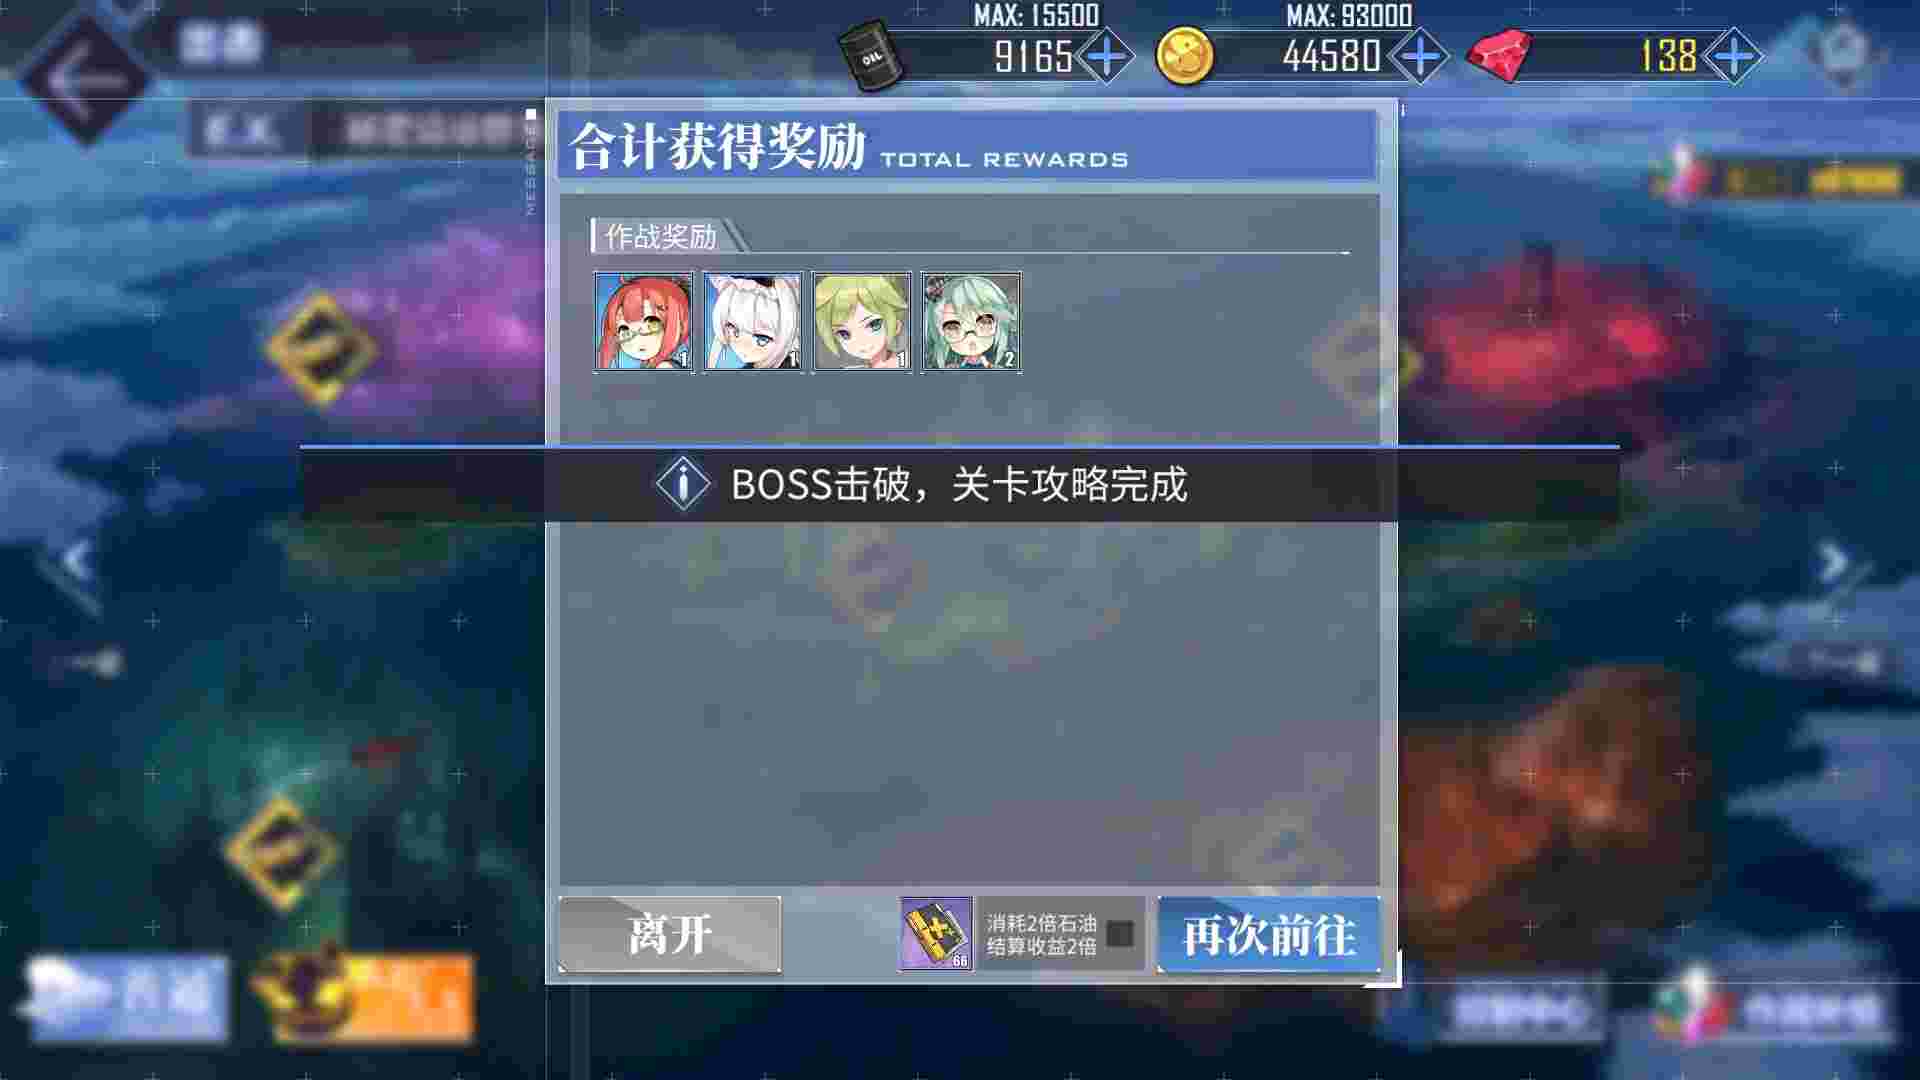 MAX: 15500
9165
OIL
MAX: 93000
44580
138
MESSAGE
合计获得奖励 TOTAL REWARDS
作战奖励
1
1
1
2
BOSS击破，关卡攻略完成
离开
66
消耗2倍石油
结算收益2倍
再次前往